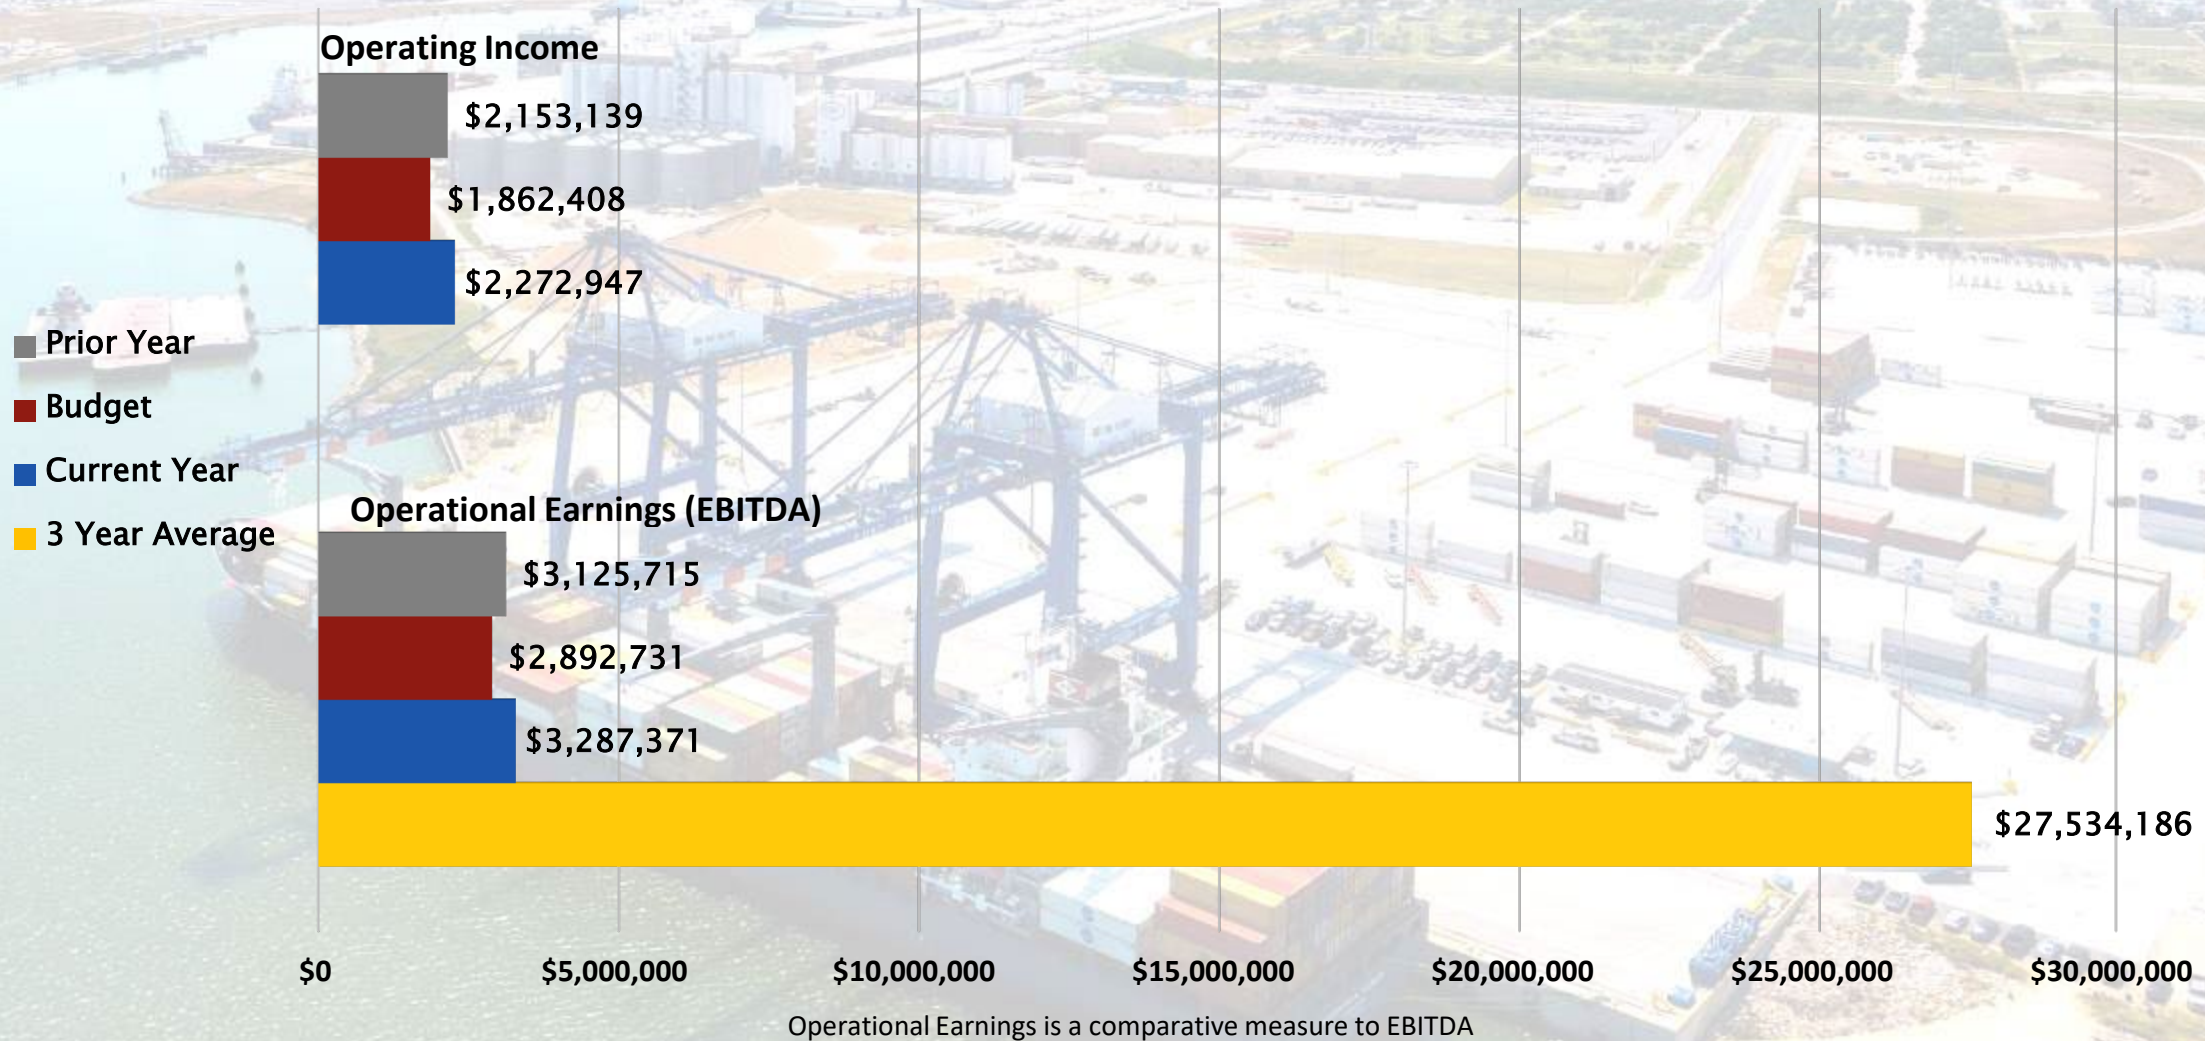 Operating Income
$2,153,139
$1,862,408
$2,272,947
Prior Year
Budget
Current Year
3 Year Average
Operational Earnings (EBITDA)
$3,125,715
$2,892,731
$3,287,371
$27,534,186
$0 $5,000,000 $10,000,000 $15,000,000 $20,000,000 $25,000,000 $30,000,000
Operational Earnings is a comparative measure to EBITDA